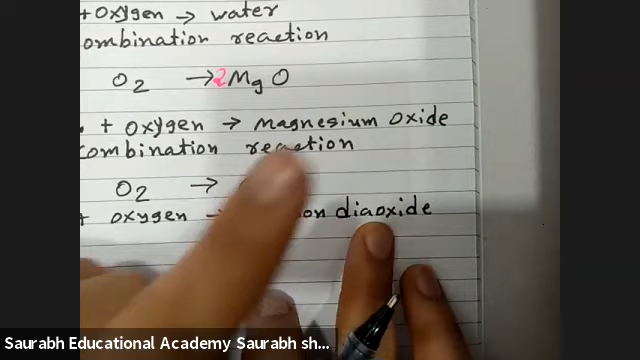 + oxygen → water
ombination reaction
O2 → 2MgO
+ oxygen → magnesium oxide
combination reaction
O2 →
+ oxygen on diaoxide
Saurabh Educational Academy Saurabh sh...